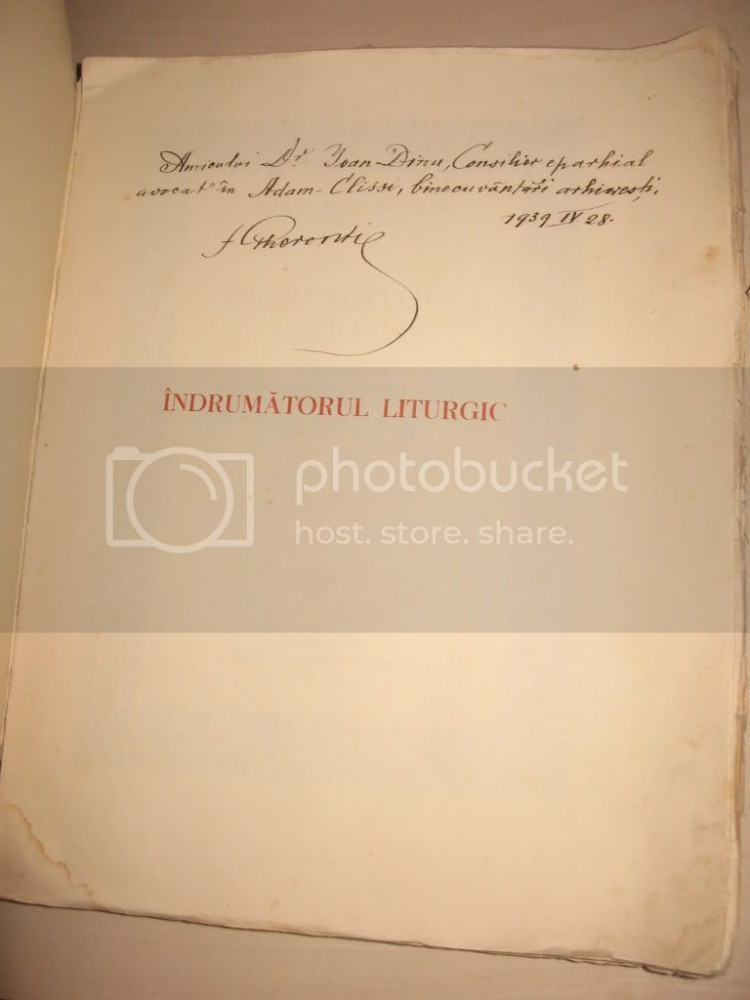 Amicului Dr. Ioan Dinu, Consilier eparhial
avocat în Adam-Clissi, binecuvântări arhierești,
1939 IV 28.
† Gherontie
ÎNDRUMĂTORUL LITURGIC
photobucket
host. store. share.